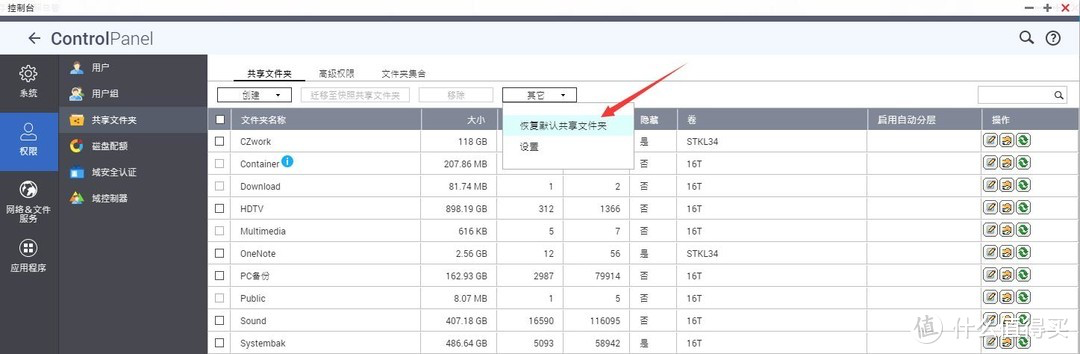 控制台
ControlPanel
系统
权限
网络&文件
服务
应用程序
用户
用户组
共享文件夹
磁盘配额
域安全认证
域控制器
共享文件夹 高级权限 文件夹集合
创建 迁移至快照共享文件夹 移除 其它
恢复默认共享文件夹
设置
文件夹名称 大小 隐藏 卷 启用自动分层 操作
CZwork 118 GB 是 STKL34
Container 207.86 MB 否 16T
Download 81.74 MB 1 2 否 16T
HDTV 898.19 GB 312 1366 否 16T
Multimedia 616 KB 5 7 否 16T
OneNote 2.56 GB 12 56 是 STKL34
PC备份 162.93 GB 2987 79914 否 16T
Public 8.07 MB 1 5 否 16T
Sound 407.18 GB 16590 116095 否 16T
Systembak 486.64 GB 5093 58942 否 16T
值 什么值得买